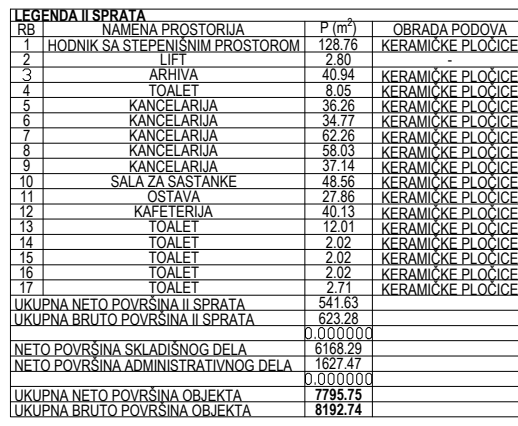 LEGENDA II SPRATA
RB NAMENA PROSTORIJA P (m²) OBRADA PODOVA
1 HODNIK SA STEPENIŠNIM PROSTOROM 128.76 KERAMIČKE PLOČICE
2 LIFT 2.80 -
3 ARHIVA 40.94 KERAMIČKE PLOČICE
4 TOALET 8.05 KERAMIČKE PLOČICE
5 KANCELARIJA 36.26 KERAMIČKE PLOČICE
6 KANCELARIJA 34.77 KERAMIČKE PLOČICE
7 KANCELARIJA 62.26 KERAMIČKE PLOČICE
8 KANCELARIJA 58.03 KERAMIČKE PLOČICE
9 KANCELARIJA 37.14 KERAMIČKE PLOČICE
10 SALA ZA SASTANKE 48.56 KERAMIČKE PLOČICE
11 OSTAVA 27.86 KERAMIČKE PLOČICE
12 KAFETERIJA 40.13 KERAMIČKE PLOČICE
13 TOALET 12.01 KERAMIČKE PLOČICE
14 TOALET 2.02 KERAMIČKE PLOČICE
15 TOALET 2.02 KERAMIČKE PLOČICE
16 TOALET 2.02 KERAMIČKE PLOČICE
17 TOALET 2.71 KERAMIČKE PLOČICE
UKUPNA NETO POVRŠINA II SPRATA 541.63
UKUPNA BRUTO POVRŠINA II SPRATA 623.28
0.000000
NETO POVRŠINA SKLADIŠNOG DELA 6168.29
NETO POVRŠINA ADMINISTRATIVNOG DELA 1627.47
0.000000
UKUPNA NETO POVRŠINA OBJEKTA 7795.75
UKUPNA BRUTO POVRŠINA OBJEKTA 8192.74